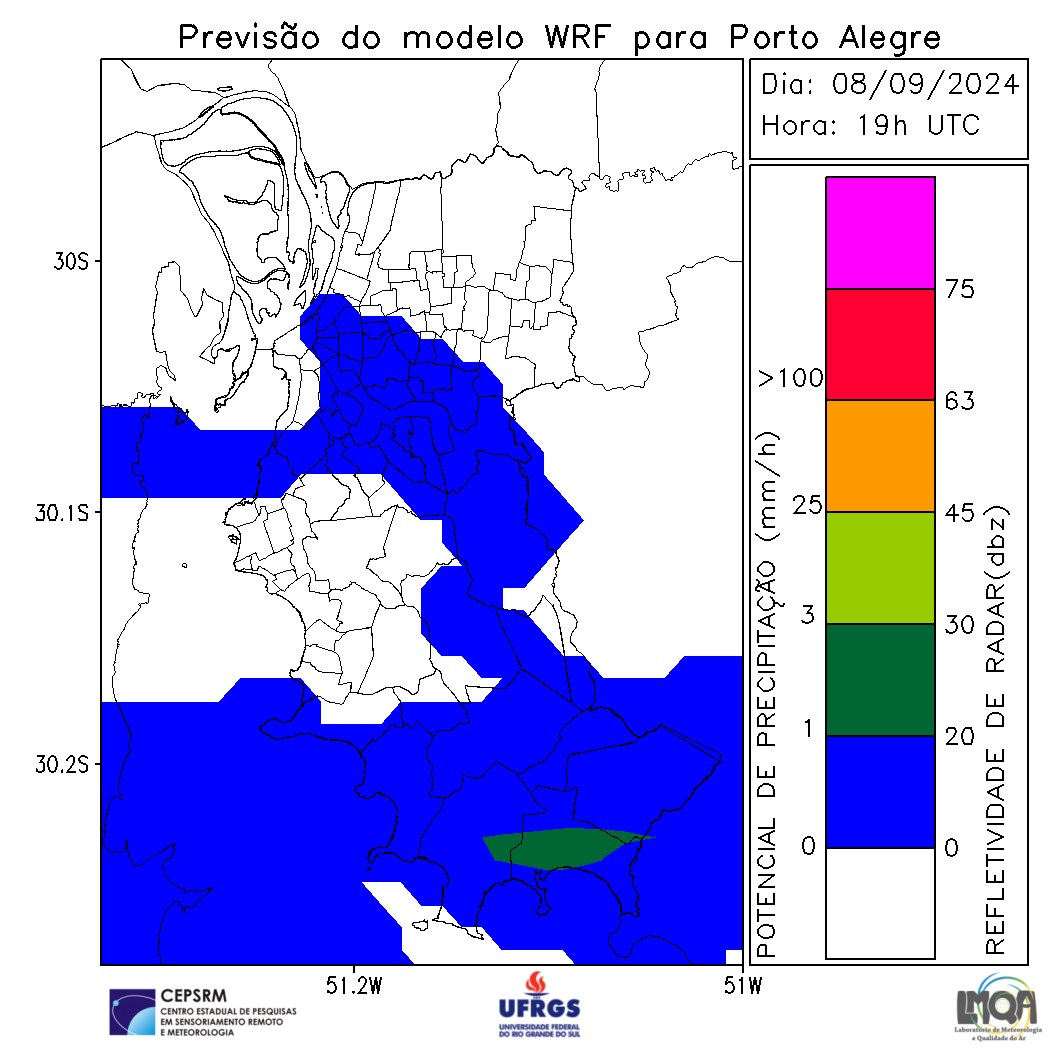 Previsão do modelo WRF para Porto Alegre
Dia: 08/09/2024
Hora: 19h UTC
30S
30.1S
30.2S
51.2W
51W
POTENCIAL DE PRECIPITAÇÃO (mm/h)
>100
25
3
1
0
75
63
45
30
20
0
REFLETIVIDADE DE RADAR(dbz)
CEPSRM
CENTRO ESTADUAL DE PESQUISAS
EM SENSORIAMENTO REMOTO
E METEOROLOGIA
UFRGS
UNIVERSIDADE FEDERAL
DO RIO GRANDE DO SUL
LMQA
Laboratório de Meteorologia
e Qualidade do Ar